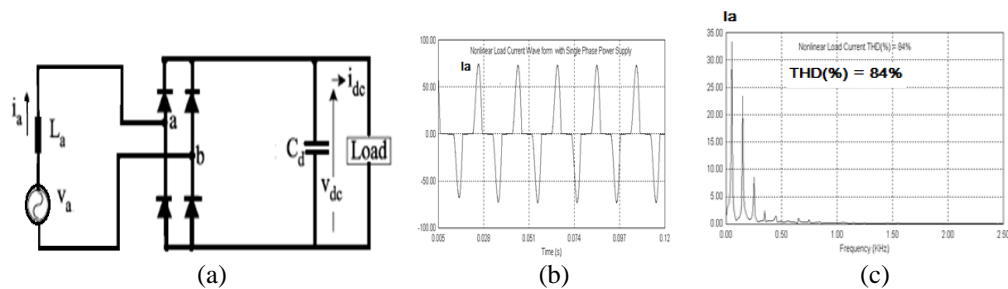 i_a
L_a
v_a
a
b
C_d
v_dc
i_dc
Load
(a)
Nonlinear Load Current Wave form with Single Phase Power Supply
Ia
100.00
50.00
0.00
-50.00
-100.00
0.005
0.028
0.051
0.074
0.097
0.12
Time (s)
(b)
Ia
Nonlinear Load Current THD(%) = 84%
THD(%) = 84%
35.00
30.00
25.00
20.00
15.00
10.00
5.00
0.00
0.00
0.50
1.00
1.50
2.00
2.50
Frequency (KHz)
(c)